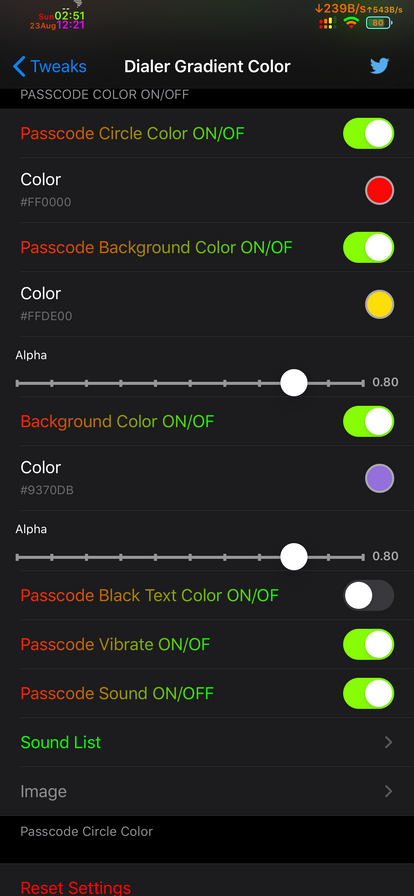 Sun 02:51
23Aug 12:21
↓239B/s↑543B/s
80
Tweaks
Dialer Gradient Color
PASSCODE COLOR ON/OFF
Passcode Circle Color ON/OF
Color
#FF0000
Passcode Background Color ON/OF
Color
#FFDE00
Alpha
0.80
Background Color ON/OF
Color
#9370DB
Alpha
0.80
Passcode Black Text Color ON/OF
Passcode Vibrate ON/OF
Passcode Sound ON/OFF
Sound List
Image
Passcode Circle Color
Reset Settings